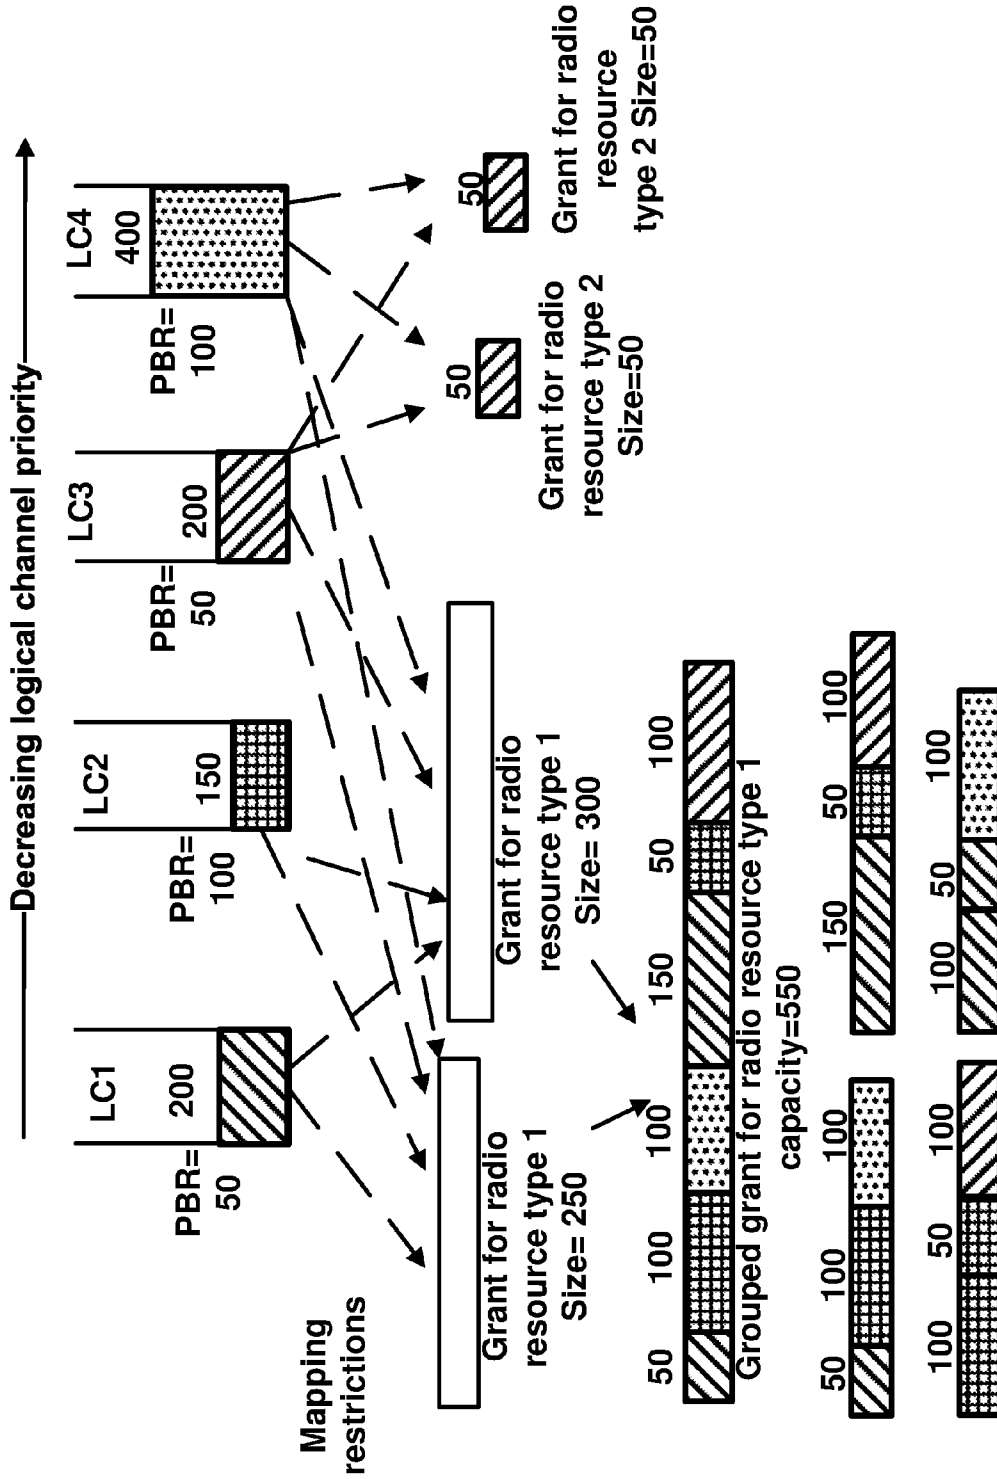 Decreasing logical channel priority
LC1
200
PBR=
50
LC2
150
PBR=
100
LC3
200
PBR=
50
LC4
400
PBR=
100
Mapping
restrictions
Grant for radio
resource type 1
Size= 250
Grant for radio
resource type 1
Size= 300
50
Grant for radio
resource type 2
Size=50
50
Grant for radio
resource
type 2 Size=50
50
100
100
150
50
100
Grouped grant for radio resource type 1
capacity=550
50
100
100
150
50
100
100
50
100
100
50
100